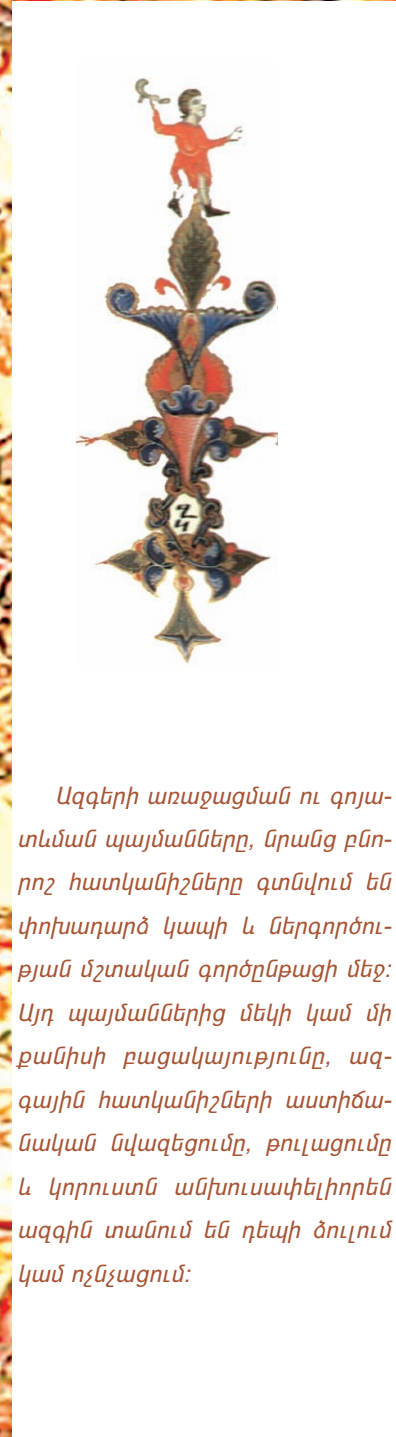 Ազգերի առաջացման ու գոյա-
տևման պայմանները, նրանց բնո-
րոշ հատկանիշները գտնվում են
փոխադարձ կապի և ներգործու-
թյան մշտական գործընթացի մեջ:
Այդ պայմաններից մեկի կամ մի
քանիսի բացակայությունը, ազ-
գային հատկանիշների աստիճա-
նական նվազեցումը, թուլացումը
և կորուստն անխուսափելիորեն
ազգին տանում են դեպի ձուլում
կամ ոչնչացում: